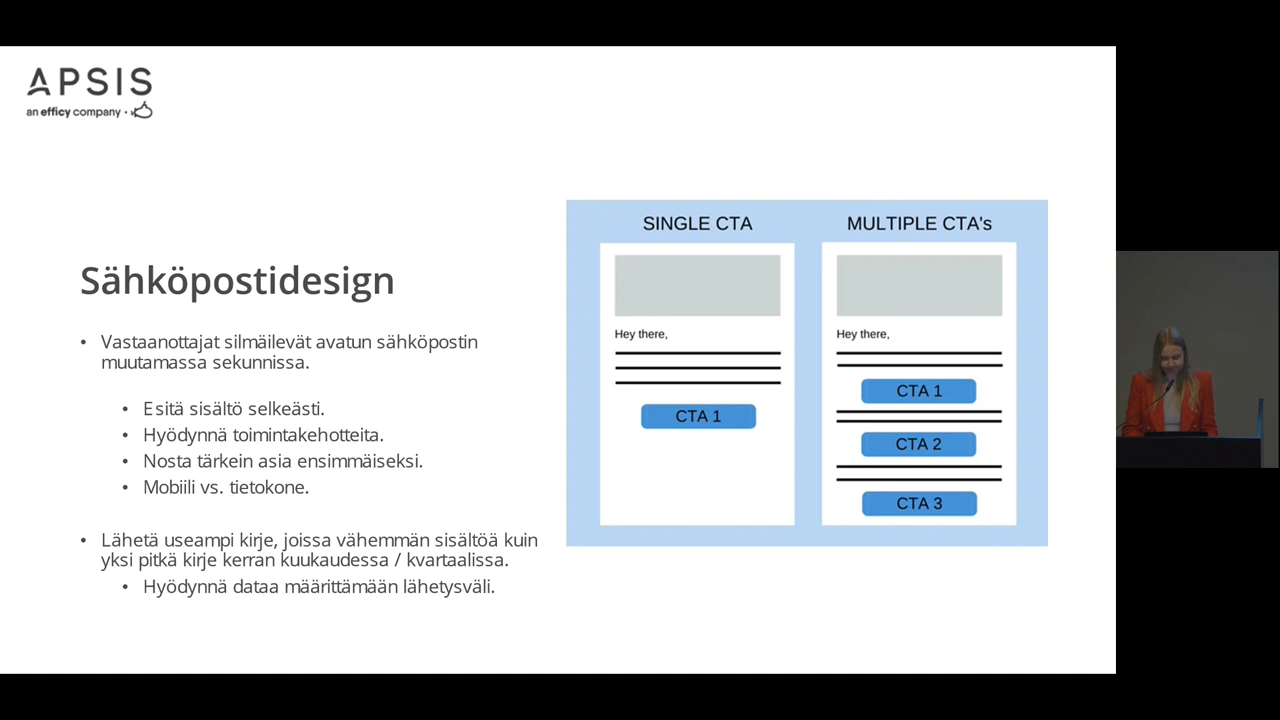 APSIS
an efficy company
Sähköpostidesign
• Vastaanottajat silmäilevät avatun sähköpostin
muutamassa sekunnissa.
• Esitä sisältö selkeästi.
• Hyödynnä toimintakehotteita.
• Nosta tärkein asia ensimmäiseksi.
• Mobiili vs. tietokone.
• Lähetä useampi kirje, joissa vähemmän sisältöä kuin
yksi pitkä kirje kerran kuukaudessa / kvartaalissa.
• Hyödynnä dataa määrittämään lähetysväli.
SINGLE CTA
Hey there,
CTA 1
MULTIPLE CTA's
Hey there,
CTA 1
CTA 2
CTA 3